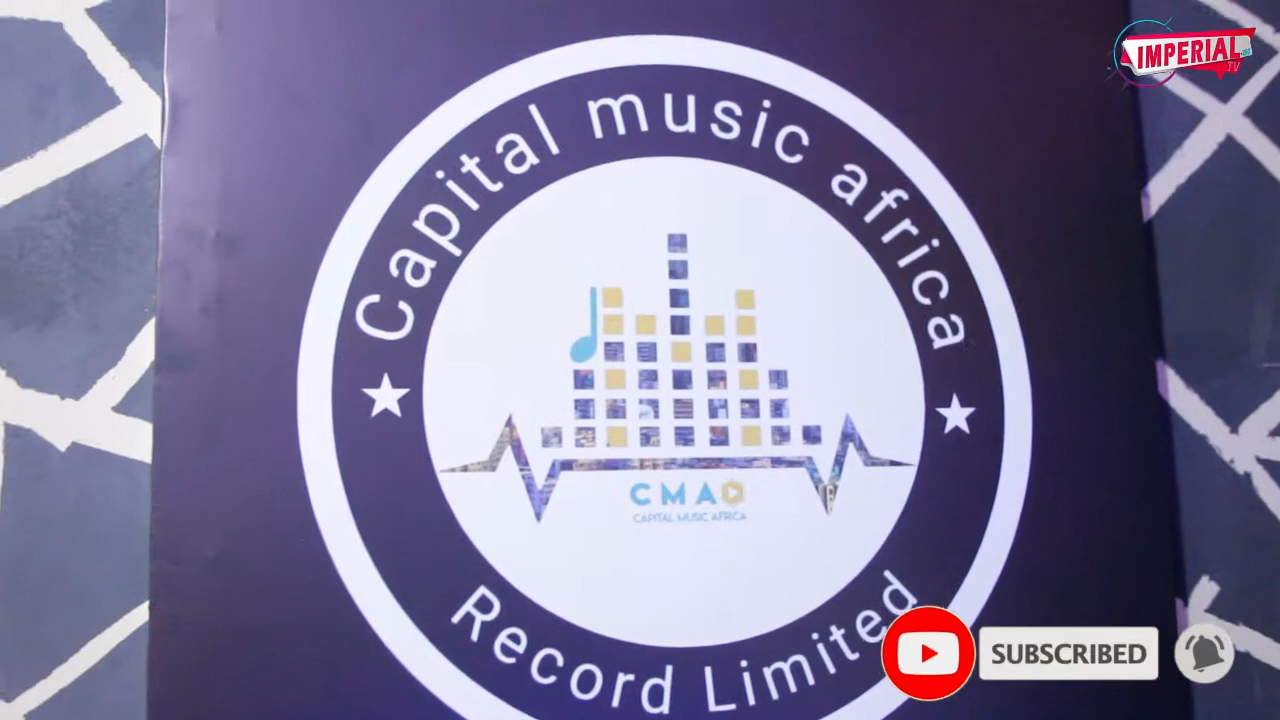 IMPERIAL
TV
Capital music africa
CMA
CAPITAL MUSIC AFRICA
Record Limited
SUBSCRIBED